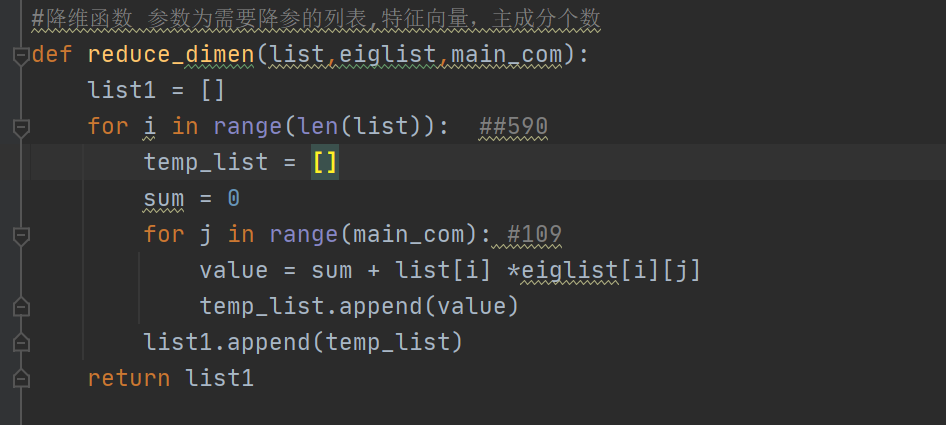 #降维函数 参数为需要降参的列表,特征向量，主成分个数
def reduce_dimen(list,eiglist,main_com):
    list1 = []
    for i in range(len(list)):  ##590
        temp_list = []
        sum = 0
        for j in range(main_com): #109
            value = sum + list[i] *eiglist[i][j]
            temp_list.append(value)
        list1.append(temp_list)
    return list1